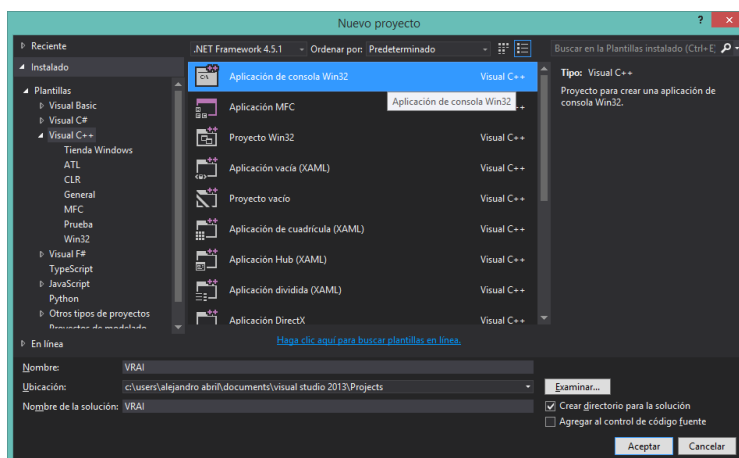 Nuevo proyecto
? ×
Reciente
.NET Framework 4.5.1
Ordenar por: Predeterminado
Buscar en la Plantillas instalado (Ctrl+E
Instalado
Plantillas
Visual Basic
Visual C#
Visual C++
Tienda Windows
ATL
CLR
General
MFC
Prueba
Win32
Visual F#
TypeScript
JavaScript
Python
Otros tipos de proyectos
Proyectos de modelado
En línea
Aplicación de consola Win32 Visual C++
Aplicación de consola Win32
Aplicación MFC ++
Proyecto Win32 Visual C++
Aplicación vacía (XAML) Visual C++
Proyecto vacío Visual C++
Aplicación de cuadrícula (XAML) Visual C++
Aplicación Hub (XAML) Visual C++
Aplicación dividida (XAML) Visual C++
Aplicación DirectX Visual C++
Haga clic aquí para buscar plantillas en línea.
Tipo: Visual C++
Proyecto para crear una aplicación de
consola Win32.
Nombre: VRAI
Ubicación: c:\users\alejandro abril\documents\visual studio 2013\Projects
Examinar...
Nombre de la solución: VRAI
Crear directorio para la solución
Agregar al control de código fuente
Aceptar Cancelar